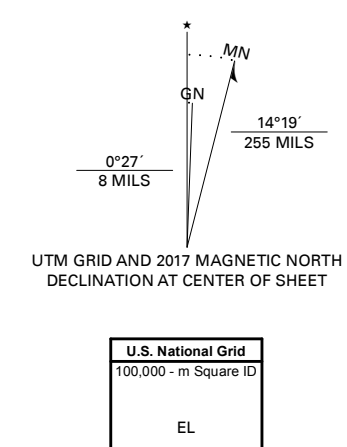 ★
MN
GN
14°19´
255 MILS
0°27´
8 MILS
UTM GRID AND 2017 MAGNETIC NORTH
DECLINATION AT CENTER OF SHEET
U.S. National Grid
100,000 - m Square ID
EL